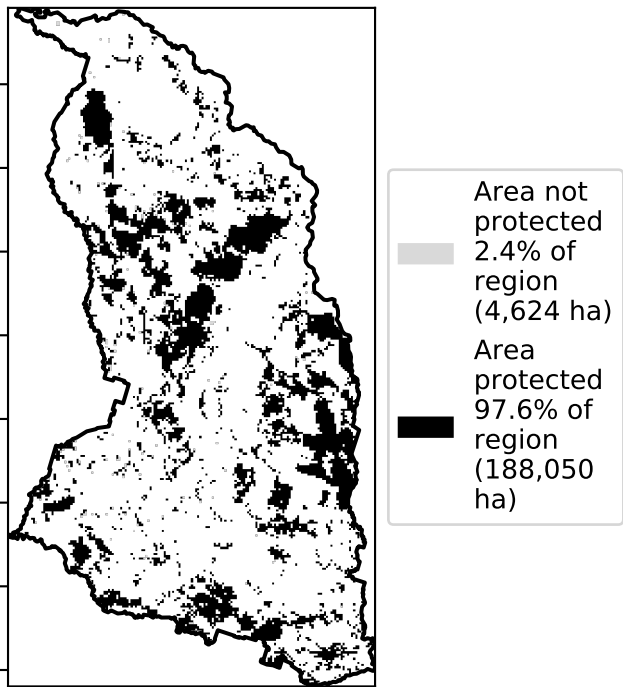 Area not
protected
2.4% of
region
(4,624 ha)
Area
protected
97.6% of
region
(188,050
ha)